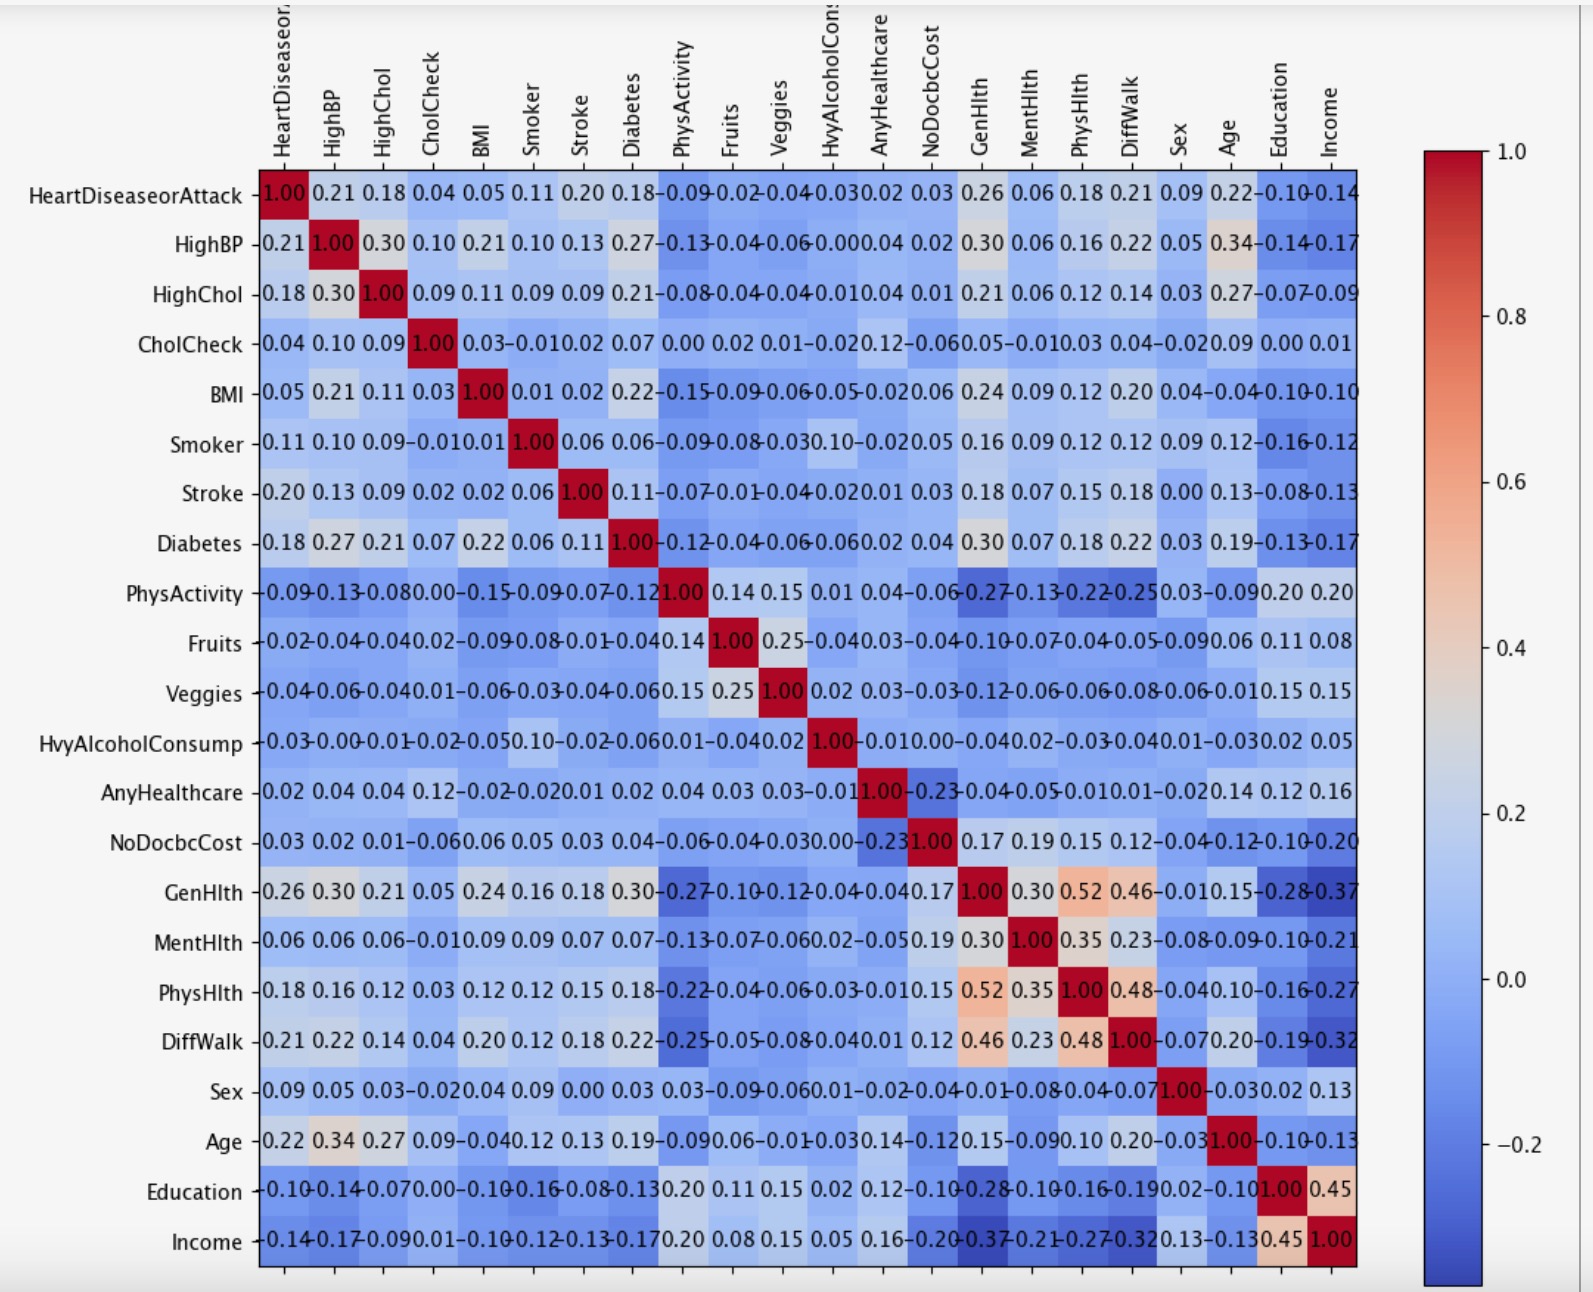 HeartDiseaseor
HighBP
HighChol
CholCheck
BMI
Smoker
Stroke
Diabetes
PhysActivity
Fruits
Veggies
HvyAlcoholCons
AnyHealthcare
NoDocbcCost
GenHlth
MentHlth
PhysHlth
DiffWalk
Sex
Age
Education
Income
HeartDiseaseorAttack 1.00 0.21 0.18 0.04 0.05 0.11 0.20 0.18 -0.09 -0.02 -0.04 -0.03 0.02 0.03 0.26 0.06 0.18 0.21 0.09 0.22 -0.10 -0.14
HighBP 0.21 1.00 0.30 0.10 0.21 0.10 0.13 0.27 -0.13 -0.04 -0.06 -0.00 0.04 0.02 0.30 0.06 0.16 0.22 0.05 0.34 -0.14 -0.17
HighChol 0.18 0.30 1.00 0.09 0.11 0.09 0.09 0.21 -0.08 -0.04 -0.04 -0.01 0.04 0.01 0.21 0.06 0.12 0.14 0.03 0.27 -0.07 -0.09
CholCheck 0.04 0.10 0.09 1.00 0.03 -0.01 0.02 0.07 0.00 0.02 0.01 -0.02 0.12 -0.06 0.05 -0.01 0.03 0.04 -0.02 0.09 0.00 0.01
BMI 0.05 0.21 0.11 0.03 1.00 0.01 0.02 0.22 -0.15 -0.09 -0.06 -0.05 -0.02 0.06 0.24 0.09 0.12 0.20 0.04 -0.04 -0.10 -0.10
Smoker 0.11 0.10 0.09 -0.01 0.01 1.00 0.06 0.06 -0.09 -0.08 -0.03 0.10 -0.02 0.05 0.16 0.09 0.12 0.12 0.09 0.12 -0.16 -0.12
Stroke 0.20 0.13 0.09 0.02 0.02 0.06 1.00 0.11 -0.07 -0.01 -0.04 -0.02 0.01 0.03 0.18 0.07 0.15 0.18 0.00 0.13 -0.08 -0.13
Diabetes 0.18 0.27 0.21 0.07 0.22 0.06 0.11 1.00 -0.12 -0.04 -0.06 -0.06 0.02 0.04 0.30 0.07 0.18 0.22 0.03 0.19 -0.13 -0.17
PhysActivity -0.09 -0.13 -0.08 0.00 -0.15 -0.09 -0.07 -0.12 1.00 0.14 0.15 0.01 0.04 -0.06 -0.27 -0.13 -0.22 -0.25 0.03 -0.09 0.20 0.20
Fruits -0.02 -0.04 -0.04 0.02 -0.09 -0.08 -0.01 -0.04 0.14 1.00 0.25 -0.04 0.03 -0.04 -0.10 -0.07 -0.04 -0.05 -0.09 0.06 0.11 0.08
Veggies -0.04 -0.06 -0.04 0.01 -0.06 -0.03 -0.04 -0.06 0.15 0.25 1.00 0.02 0.03 -0.03 -0.12 -0.06 -0.06 -0.08 -0.06 -0.01 0.15 0.15
HvyAlcoholConsump -0.03 -0.00 -0.01 -0.02 -0.05 0.10 -0.02 -0.06 0.01 -0.04 0.02 1.00 -0.01 0.00 -0.04 0.02 -0.03 -0.04 0.01 -0.03 0.02 0.05
AnyHealthcare 0.02 0.04 0.04 0.12 -0.02 -0.02 0.01 0.02 0.04 0.03 0.03 -0.01 1.00 -0.23 -0.04 -0.05 -0.01 0.01 -0.02 0.14 0.12 0.16
NoDocbcCost 0.03 0.02 0.01 -0.06 0.06 0.05 0.03 0.04 -0.06 -0.04 -0.03 0.00 -0.23 1.00 0.17 0.19 0.15 0.12 -0.04 -0.12 -0.10 -0.20
GenHlth 0.26 0.30 0.21 0.05 0.24 0.16 0.18 0.30 -0.27 -0.10 -0.12 -0.04 -0.04 0.17 1.00 0.30 0.52 0.46 -0.01 0.15 -0.28 -0.37
MentHlth 0.06 0.06 0.06 -0.01 0.09 0.09 0.07 0.07 -0.13 -0.07 -0.06 0.02 -0.05 0.19 0.30 1.00 0.35 0.23 -0.08 -0.09 -0.10 -0.21
PhysHlth 0.18 0.16 0.12 0.03 0.12 0.12 0.15 0.18 -0.22 -0.04 -0.06 -0.03 -0.01 0.15 0.52 0.35 1.00 0.48 -0.04 0.10 -0.16 -0.27
DiffWalk 0.21 0.22 0.14 0.04 0.20 0.12 0.18 0.22 -0.25 -0.05 -0.08 -0.04 0.01 0.12 0.46 0.23 0.48 1.00 -0.07 0.20 -0.19 -0.32
Sex 0.09 0.05 0.03 -0.02 0.04 0.09 0.00 0.03 0.03 -0.09 -0.06 0.01 -0.02 -0.04 -0.01 -0.08 -0.04 -0.07 1.00 -0.03 0.02 0.13
Age 0.22 0.34 0.27 0.09 -0.04 0.12 0.13 0.19 -0.09 0.06 -0.01 -0.03 0.14 -0.12 0.15 -0.09 0.10 0.20 -0.03 1.00 -0.10 -0.13
Education -0.10 -0.14 -0.07 0.00 -0.10 -0.16 -0.08 -0.13 0.20 0.11 0.15 0.02 0.12 -0.10 -0.28 -0.10 -0.16 -0.19 0.02 -0.10 1.00 0.45
Income -0.14 -0.17 -0.09 0.01 -0.10 -0.12 -0.13 -0.17 0.20 0.08 0.15 0.05 0.16 -0.20 -0.37 -0.21 -0.27 -0.32 0.13 -0.13 0.45 1.00
1.0
0.8
0.6
0.4
0.2
0.0
−0.2